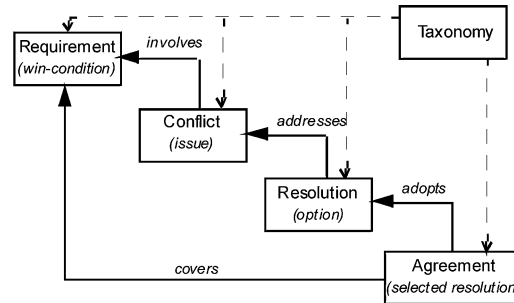 Taxonomy
Requirement
(win-condition)
involves
Conflict
(issue)
addresses
Resolution
(option)
adopts
Agreement
(selected resolution
covers